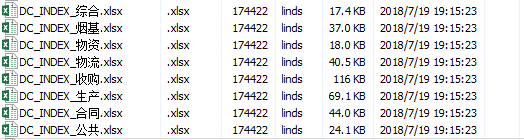 DC_INDEX_综合.xlsx .xlsx 174422 linds 17.4 KB 2018/7/19 19:15:23
DC_INDEX_烟基.xlsx .xlsx 174422 linds 37.0 KB 2018/7/19 19:15:23
DC_INDEX_物资.xlsx .xlsx 174422 linds 18.0 KB 2018/7/19 19:15:23
DC_INDEX_物流.xlsx .xlsx 174422 linds 40.5 KB 2018/7/19 19:15:23
DC_INDEX_收购.xlsx .xlsx 174422 linds 116 KB 2018/7/19 19:15:23
DC_INDEX_生产.xlsx .xlsx 174422 linds 69.1 KB 2018/7/19 19:15:23
DC_INDEX_合同.xlsx .xlsx 174422 linds 44.0 KB 2018/7/19 19:15:23
DC_INDEX_公共.xlsx .xlsx 174422 linds 24.1 KB 2018/7/19 19:15:23